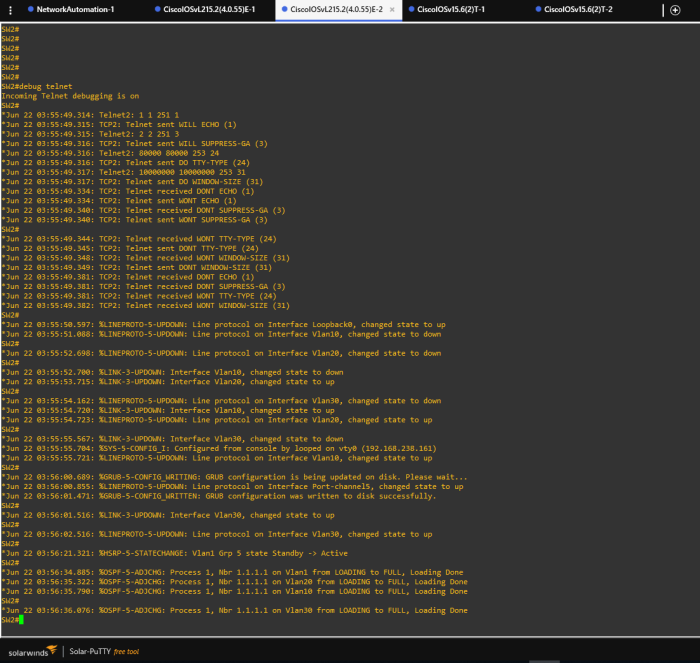 NetworkAutomation-1
CiscoIOSvL215.2(4.0.55)E-1
CiscoIOSvL215.2(4.0.55)E-2
CiscoIOSv15.6(2)T-1
CiscoIOSv15.6(2)T-2
SW2#
SW2#
SW2#
SW2#
SW2#
SW2#
SW2#debug telnet
Incoming Telnet debugging is on
SW2#
*Jun 22 03:55:49.314: Telnet2: 1 1 251 1
*Jun 22 03:55:49.315: TCP2: Telnet sent WILL ECHO (1)
*Jun 22 03:55:49.315: Telnet2: 2 2 251 3
*Jun 22 03:55:49.316: TCP2: Telnet sent WILL SUPPRESS-GA (3)
*Jun 22 03:55:49.316: Telnet2: 80000 80000 253 24
*Jun 22 03:55:49.316: TCP2: Telnet sent DO TTY-TYPE (24)
*Jun 22 03:55:49.317: Telnet2: 10000000 10000000 253 31
*Jun 22 03:55:49.317: TCP2: Telnet sent DO WINDOW-SIZE (31)
*Jun 22 03:55:49.334: TCP2: Telnet received DONT ECHO (1)
*Jun 22 03:55:49.334: TCP2: Telnet sent WONT ECHO (1)
*Jun 22 03:55:49.340: TCP2: Telnet received DONT SUPPRESS-GA (3)
*Jun 22 03:55:49.340: TCP2: Telnet sent WONT SUPPRESS-GA (3)
SW2#
*Jun 22 03:55:49.344: TCP2: Telnet received WONT TTY-TYPE (24)
*Jun 22 03:55:49.345: TCP2: Telnet sent DONT TTY-TYPE (24)
*Jun 22 03:55:49.348: TCP2: Telnet received WONT WINDOW-SIZE (31)
*Jun 22 03:55:49.349: TCP2: Telnet sent DONT WINDOW-SIZE (31)
*Jun 22 03:55:49.381: TCP2: Telnet received DONT ECHO (1)
*Jun 22 03:55:49.381: TCP2: Telnet received DONT SUPPRESS-GA (3)
*Jun 22 03:55:49.381: TCP2: Telnet received WONT TTY-TYPE (24)
*Jun 22 03:55:49.382: TCP2: Telnet received WONT WINDOW-SIZE (31)
SW2#
*Jun 22 03:55:50.597: %LINEPROTO-5-UPDOWN: Line protocol on Interface Loopback0, changed state to up
*Jun 22 03:55:51.088: %LINEPROTO-5-UPDOWN: Line protocol on Interface Vlan10, changed state to down
SW2#
*Jun 22 03:55:52.698: %LINEPROTO-5-UPDOWN: Line protocol on Interface Vlan20, changed state to down
SW2#
*Jun 22 03:55:52.700: %LINK-3-UPDOWN: Interface Vlan10, changed state to down
*Jun 22 03:55:53.715: %LINK-3-UPDOWN: Interface Vlan20, changed state to up
SW2#
*Jun 22 03:55:54.162: %LINEPROTO-5-UPDOWN: Line protocol on Interface Vlan30, changed state to down
*Jun 22 03:55:54.720: %LINK-3-UPDOWN: Interface Vlan10, changed state to up
*Jun 22 03:55:54.723: %LINEPROTO-5-UPDOWN: Line protocol on Interface Vlan20, changed state to up
SW2#
*Jun 22 03:55:55.567: %LINK-3-UPDOWN: Interface Vlan30, changed state to down
*Jun 22 03:55:55.704: %SYS-5-CONFIG_I: Configured from console by looped on vty0 (192.168.238.161)
*Jun 22 03:55:55.721: %LINEPROTO-5-UPDOWN: Line protocol on Interface Vlan10, changed state to up
SW2#
*Jun 22 03:56:00.689: %GRUB-5-CONFIG_WRITING: GRUB configuration is being updated on disk. Please wait...
*Jun 22 03:56:00.855: %LINEPROTO-5-UPDOWN: Line protocol on Interface Port-channel5, changed state to up
*Jun 22 03:56:01.471: %GRUB-5-CONFIG_WRITTEN: GRUB configuration was written to disk successfully.
SW2#
*Jun 22 03:56:01.516: %LINK-3-UPDOWN: Interface Vlan30, changed state to up
SW2#
*Jun 22 03:56:02.516: %LINEPROTO-5-UPDOWN: Line protocol on Interface Vlan30, changed state to up
SW2#
*Jun 22 03:56:21.321: %HSRP-5-STATECHANGE: Vlan1 Grp 5 state Standby -> Active
SW2#
*Jun 22 03:56:34.885: %OSPF-5-ADJCHG: Process 1, Nbr 1.1.1.1 on Vlan1 from LOADING to FULL, Loading Done
*Jun 22 03:56:35.322: %OSPF-5-ADJCHG: Process 1, Nbr 1.1.1.1 on Vlan20 from LOADING to FULL, Loading Done
*Jun 22 03:56:35.790: %OSPF-5-ADJCHG: Process 1, Nbr 1.1.1.1 on Vlan10 from LOADING to FULL, Loading Done
SW2#
*Jun 22 03:56:36.076: %OSPF-5-ADJCHG: Process 1, Nbr 1.1.1.1 on Vlan30 from LOADING to FULL, Loading Done
SW2#
solarwinds
Solar-PuTTY free tool